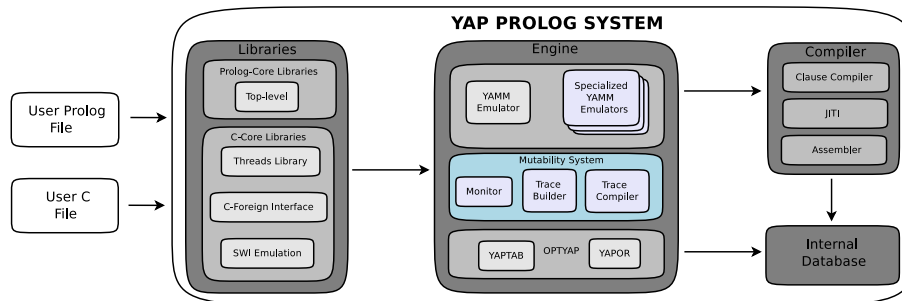 YAP PROLOG SYSTEM
User Prolog
File
User C
File
Libraries
Prolog-Core Libraries
Top-level
C-Core Libraries
Threads Library
C-Foreign Interface
SWI Emulation
Engine
YAMM
Emulator
Specialized
YAMM
Emulators
Mutability System
Monitor
Trace
Builder
Trace
Compiler
YAPTAB
OPTYAP
YAPOR
Compiler
Clause Compiler
JITI
Assembler
Internal
Database